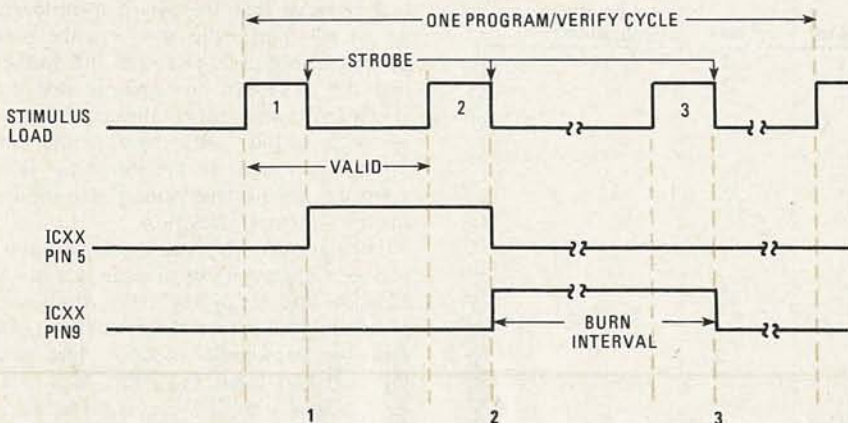 ONE PROGRAM/VERIFY CYCLE
STROBE
STIMULUS
LOAD
1
2
3
VALID
ICXX
PIN 5
ICXX
PIN9
BURN
INTERVAL
1
2
3